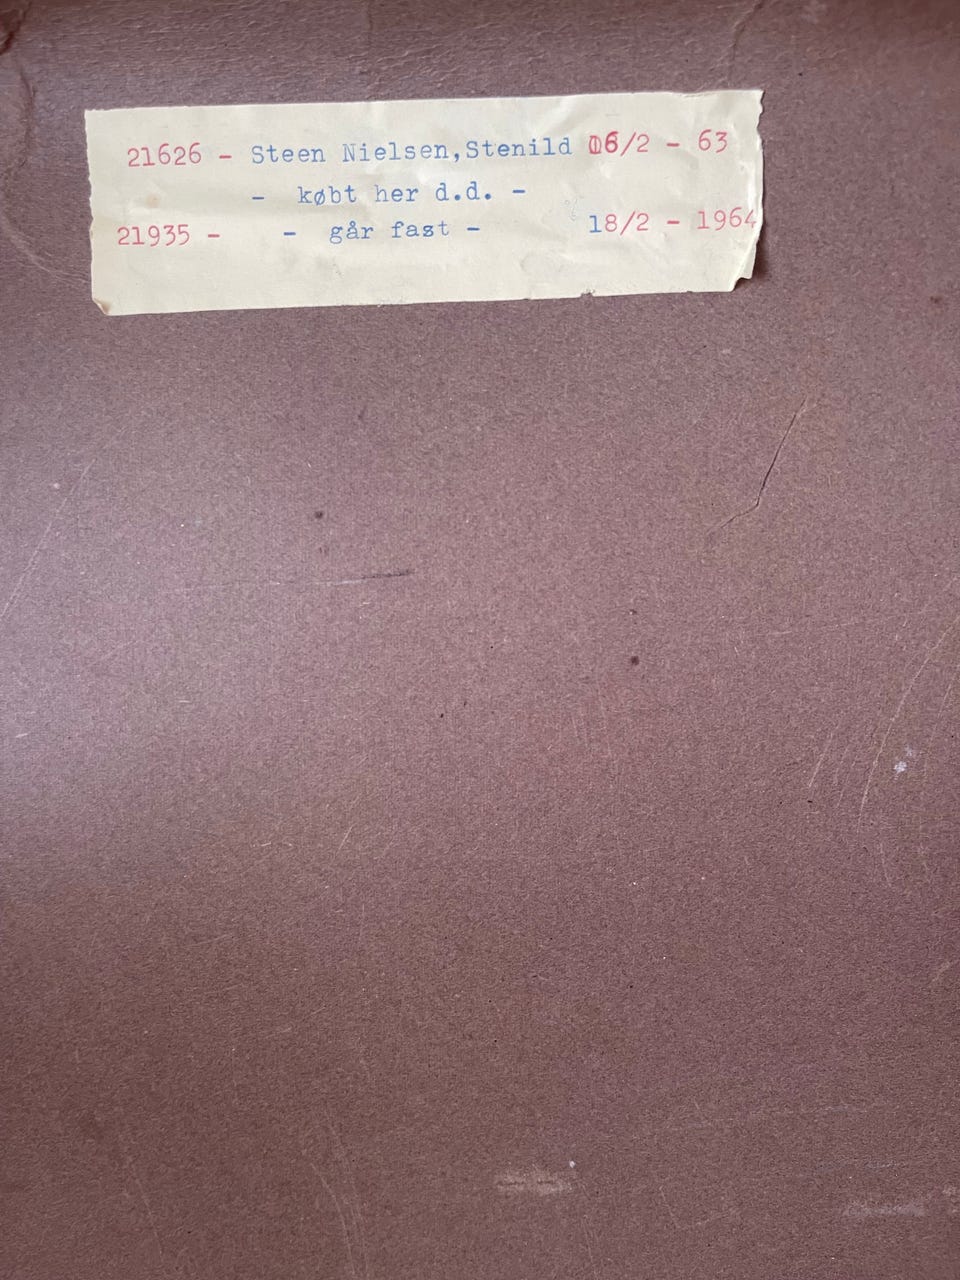 21626 - Steen Nielsen,Stenild 06/2 - 63
- købt her d.d. -
21935 - - går fast - 18/2 - 1964